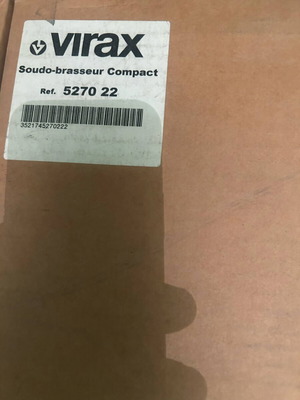 virax
Soudo-brasseur Compact
Ref. 5270 22
3521745270222